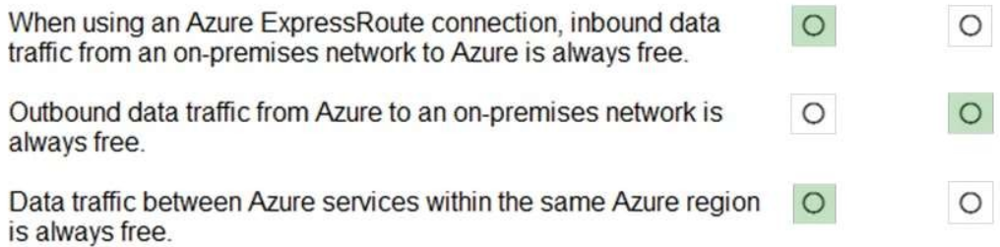 When using an Azure ExpressRoute connection, inbound data
traffic from an on-premises network to Azure is always free.
Outbound data traffic from Azure to an on-premises network is
always free.
Data traffic between Azure services within the same Azure region
is always free.